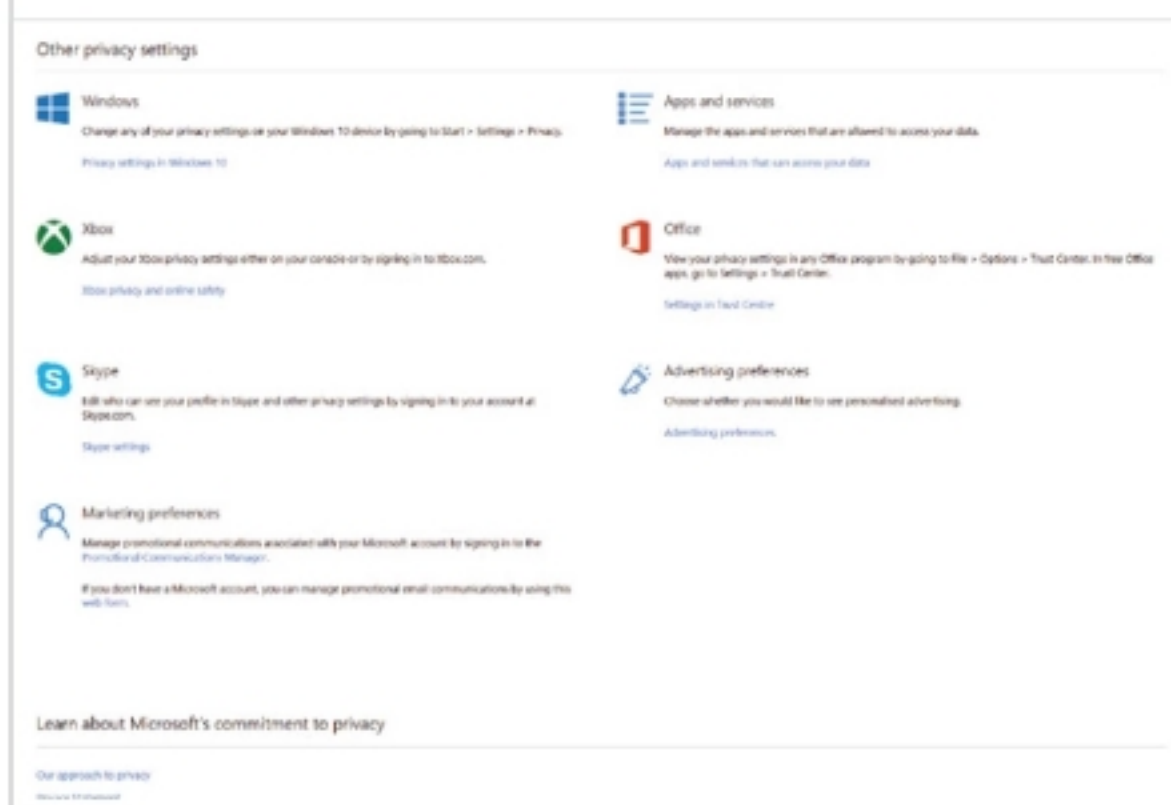 Other privacy settings
Windows
Change any of your privacy settings on your Windows 10 device by going to Start > Settings > Privacy.
Privacy settings in Windows 10
Apps and services
Manage the apps and services that are allowed to access your data.
Apps and services that can access your data
Xbox
Adjust your Xbox privacy settings either on your console or by signing in to Xbox.com.
Xbox privacy and online safety
Office
View your privacy settings in any Office program by going to File > Options > Trust Center. In free Office
apps, go to Settings > Trust Center.
Settings in Trust Centre
Skype
Edit who can see your profile in Skype and other privacy settings by signing in to your account at
Skype.com.
Skype settings
Advertising preferences
Choose whether you would like to see personalised advertising.
Advertising preferences
Marketing preferences
Manage promotional communications associated with your Microsoft account by signing in to the
Promotional Communications Manager.
If you don't have a Microsoft account, you can manage promotional email communications by using this
web form.
Learn about Microsoft's commitment to privacy
Our approach to privacy
Privacy Statement